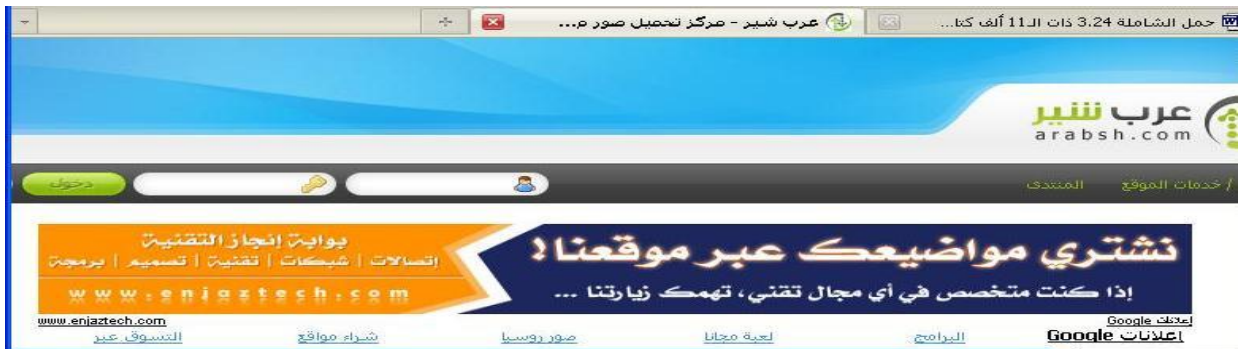 حمل الشاملة 3.24 ذات الـ11 ألف كتا...
عرب شير - مركز تحميل صور م...
عرب شير
arabsh.com
/ خدمات الموقع
المنتدى
دخول
نشتري مواضيعك عبر موقعنا!
إذا كنت متخصص في أي مجال تقني، تهمك زيارتنا ...
بوابة إنجاز التقنية
إتصالات | شبكات | تقنية | تصميم | برمجة
www.enjaztech.com
إعلانات Google
www.enjaztech.com
إعلانات Google
البرامج
لعبة مجانا
صور روسيا
شراء مواقع
التسوق عبر